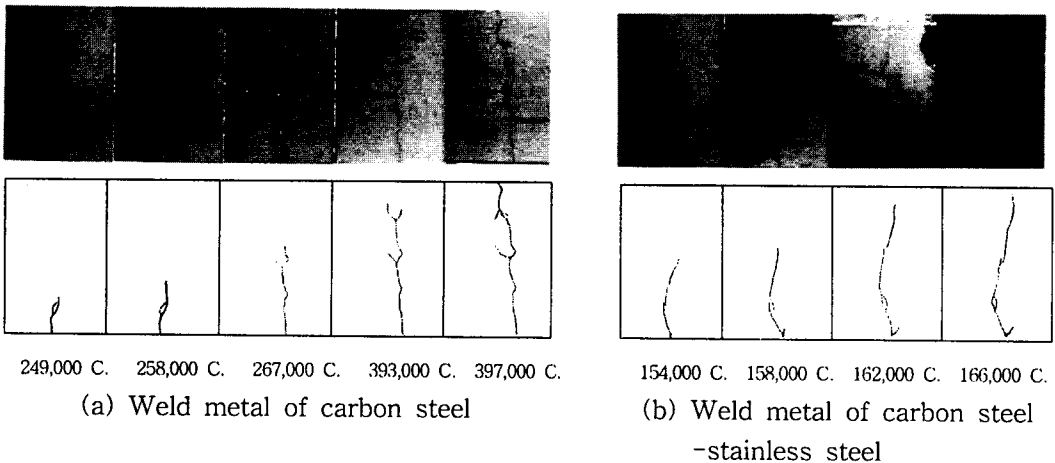 249,000 C. 258,000 C. 267,000 C. 393,000 C. 397,000 C.
(a) Weld metal of carbon steel
154,000 C. 158,000 C. 162,000 C. 166,000 C.
(b) Weld metal of carbon steel
-stainless steel